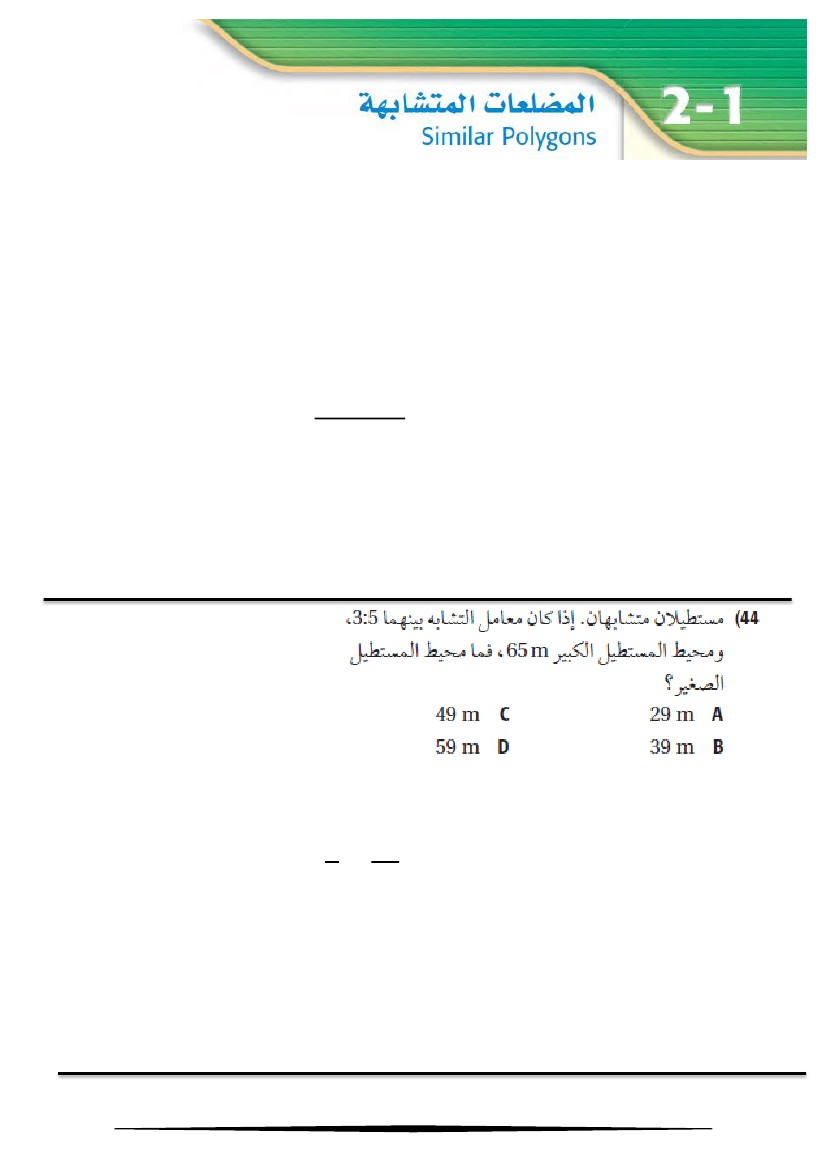 2-1
المضلعات المتشابهة
Similar Polygons
44) مستطيلان متشابهان. إذا كان معامل التشابه بينهما 3:5،
ومحيط المستطيل الكبير 65 m ، فما محيط المستطيل
الصغير؟
A 29 m C 49 m
B 39 m D 59 m